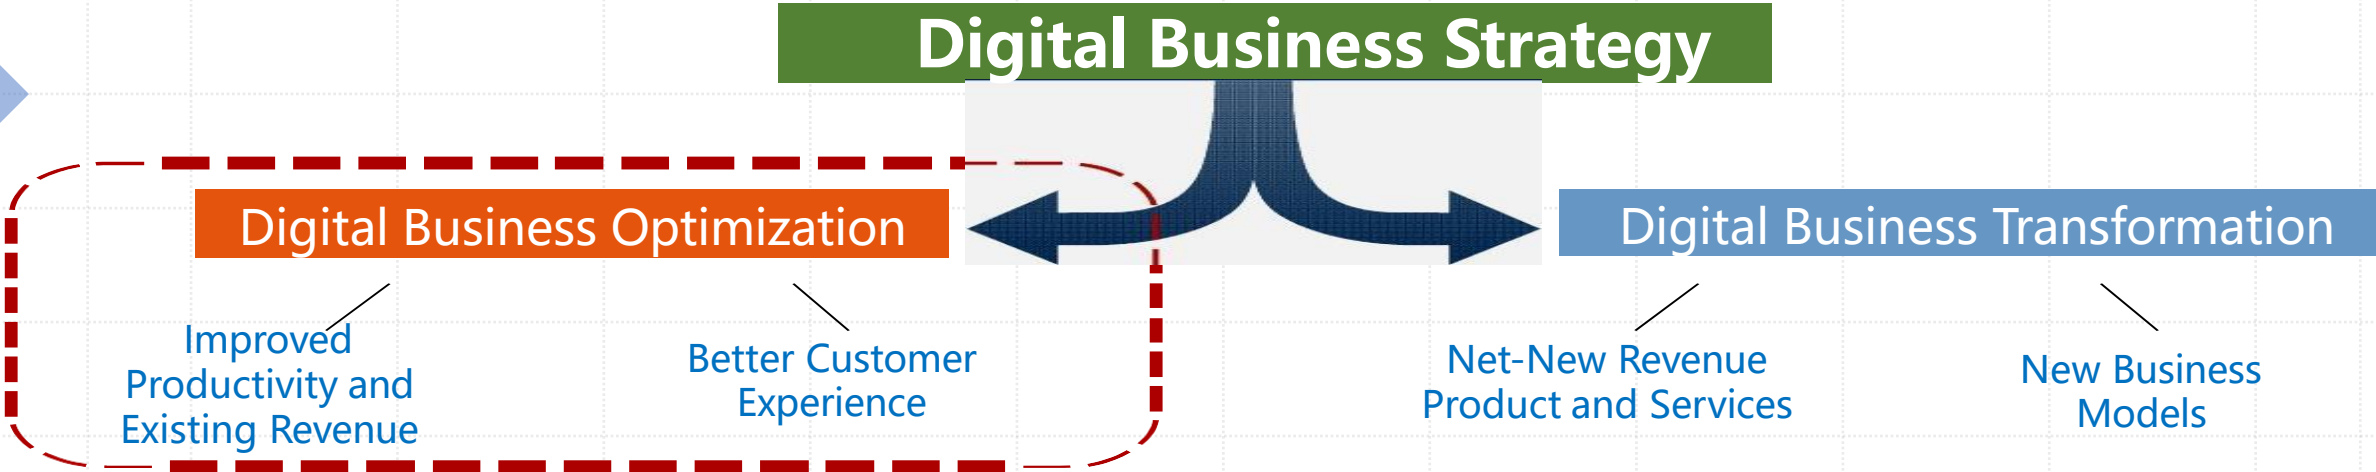 Digital Business Strategy
Digital Business Optimization
Digital Business Transformation
Improved
Productivity and
Existing Revenue
Better Customer
Experience
Net-New Revenue
Product and Services
New Business
Models